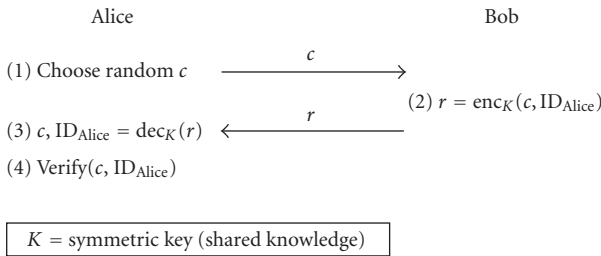 Alice Bob
(1) Choose random c
c
(2) r = enc_K(c, ID_Alice)
r
(3) c, ID_Alice = dec_K(r)
(4) Verify(c, ID_Alice)
K = symmetric key (shared knowledge)